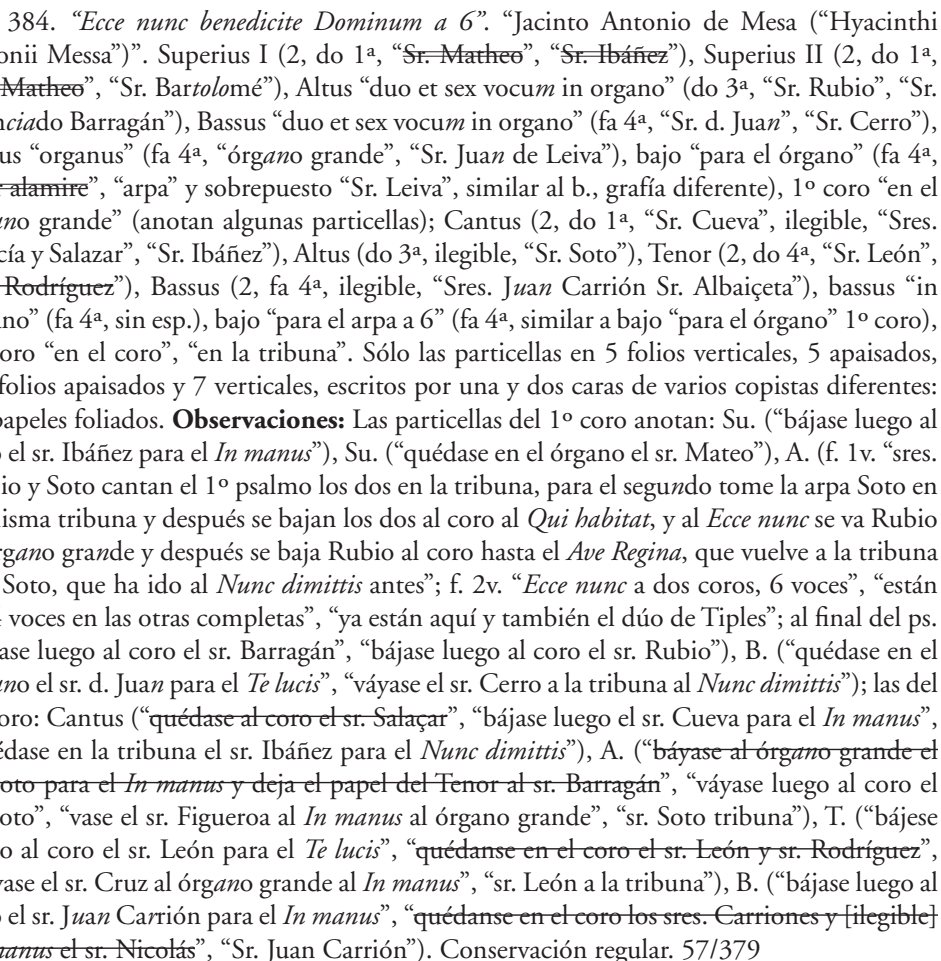 384. “Ecce nunc benedicite Dominum a 6”. “Jacinto Antonio de Mesa (“Hyacinthi
onii Messa”)”. Superius I (2, do 1ª, “Sr. Matheo”, “Sr. Ibáñez”), Superius II (2, do 1ª,
Matheo”, “Sr. Bartolomé”), Altus “duo et sex vocum in organo” (do 3ª, “Sr. Rubio”, “Sr.
nciado Barragán”), Bassus “duo et sex vocum in organo” (fa 4ª, “Sr. d. Juan”, “Sr. Cerro”),
us “organus” (fa 4ª, “órgano grande”, “Sr. Juan de Leiva”), bajo “para el órgano” (fa 4ª,
alamire”, “arpa” y sobrepuesto “Sr. Leiva”, similar al b., grafía diferente), 1º coro “en el
ano grande” (anotan algunas particellas); Cantus (2, do 1ª, “Sr. Cueva”, ilegible, “Sres.
cía y Salazar”, “Sr. Ibáñez”), Altus (do 3ª, ilegible, “Sr. Soto”), Tenor (2, do 4ª, “Sr. León”,
Rodríguez”), Bassus (2, fa 4ª, ilegible, “Sres. Juan Carrión Sr. Albaiçeta”), bassus “in
no” (fa 4ª, sin esp.), bajo “para el arpa a 6” (fa 4ª, similar a bajo “para el órgano” 1º coro),
oro “en el coro”, “en la tribuna”. Sólo las particellas en 5 folios verticales, 5 apaisados,
folios apaisados y 7 verticales, escritos por una y dos caras de varios copistas diferentes:
papeles foliados. Observaciones: Las particellas del 1º coro anotan: Su. (“bájase luego al
o el sr. Ibáñez para el In manus”), Su. (“quédase en el órgano el sr. Mateo”), A. (f. 1v. “sres.
io y Soto cantan el 1º psalmo los dos en la tribuna, para el segundo tome la arpa Soto en
misma tribuna y después se bajan los dos al coro al Qui habitat, y al Ecce nunc se va Rubio
rgano grande y después se baja Rubio al coro hasta el Ave Regina, que vuelve a la tribuna
Soto, que ha ido al Nunc dimittis antes”; f. 2v. “Ecce nunc a dos coros, 6 voces”, “están
voces en las otras completas”, “ya están aquí y también el dúo de Tiples”; al final del ps.
ase luego al coro el sr. Barragán”, “bájase luego al coro el sr. Rubio”), B. (“quédase en el
ano el sr. d. Juan para el Te lucis”, “váyase el sr. Cerro a la tribuna al Nunc dimittis”); las del
oro: Cantus (“quédase al coro el sr. Salaçar”, “bájase luego el sr. Cueva para el In manus”,
édase en la tribuna el sr. Ibáñez para el Nunc dimittis”), A. (“báyase al órgano grande el
oto para el In manus y deja el papel del Tenor al sr. Barragán”, “váyase luego al coro el
oto”, “vase el sr. Figueroa al In manus al órgano grande”, “sr. Soto tribuna”), T. (“bájese
o al coro el sr. León para el Te lucis”, “quédanse en el coro el sr. León y sr. Rodríguez”,
yase el sr. Cruz al órgano grande al In manus”, “sr. León a la tribuna”), B. (“bájase luego al
o el sr. Juan Carrión para el In manus”, “quédanse en el coro los sres. Carriones y [ilegible]
manus el sr. Nicolás”, “Sr. Juan Carrión”). Conservación regular. 57/379